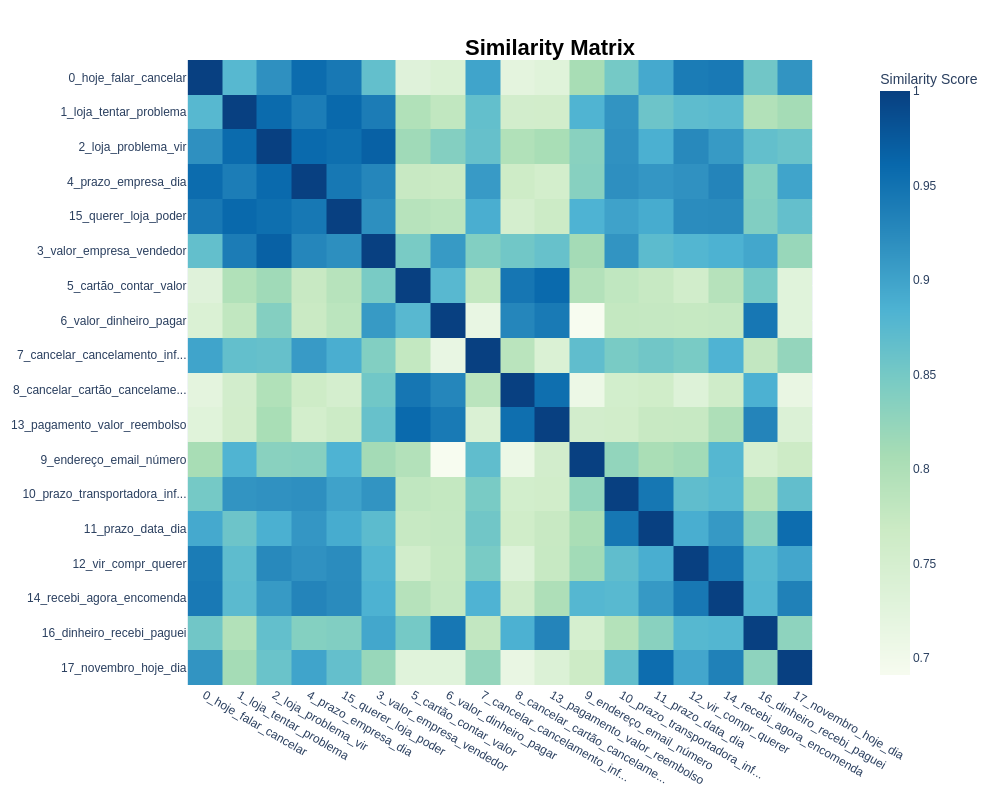 Similarity Matrix
Similarity Score
0_hoje_falar_cancelar
1_loja_tentar_problema
2_loja_problema_vir
4_prazo_empresa_dia
15_querer_loja_poder
3_valor_empresa_vendedor
5_cartão_contar_valor
6_valor_dinheiro_pagar
7_cancelar_cancelamento_inf...
8_cancelar_cartão_cancelame...
13_pagamento_valor_reembolso
9_endereço_email_número
10_prazo_transportadora_inf...
11_prazo_data_dia
12_vir_compr_querer
14_recebi_agora_encomenda
16_dinheiro_recebi_paguei
17_novembro_hoje_dia
1
0.95
0.9
0.85
0.8
0.75
0.7
0_hoje_falar_cancelar
1_loja_tentar_problema
2_loja_problema_vir
4_prazo_empresa_dia
15_querer_loja_poder
3_valor_empresa_vendedor
5_cartão_contar_valor
6_valor_dinheiro_pagar
7_cancelar_cancelamento_inf...
8_cancelar_cartão_cancelame...
13_pagamento_valor_reembolso
9_endereço_email_número
10_prazo_transportadora_inf...
11_prazo_data_dia
12_vir_compr_querer
14_recebi_agora_encomenda
16_dinheiro_recebi_paguei
17_novembro_hoje_dia